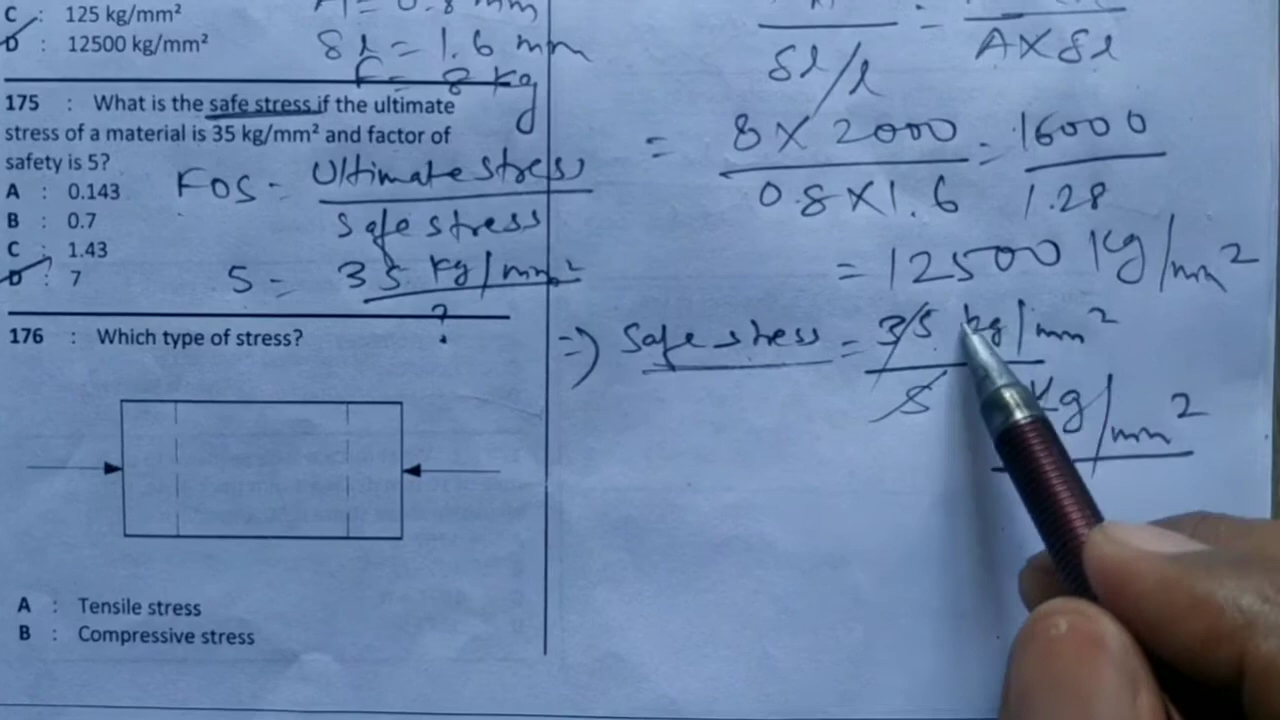 C : 125 kg/mm²
D : 12500 kg/mm²
A = 0.8 mm
δl = 1.6 mm
F = 8 kg
175 : What is the safe stress if the ultimate
stress of a material is 35 kg/mm² and factor of
safety is 5?
A : 0.143
B : 0.7
C : 1.43
D : 7
FOS = Ultimate stress
Safe stress
5 = 35 kg/mm²
?
176 : Which type of stress?
A : Tensile stress
B : Compressive stress
δl/l = A×δl
= 8 × 2000 = 16000
0.8×1.6 1.28
= 12500 kg/mm²
=> Safe stress = 35 kg/mm²
5
kg/mm²